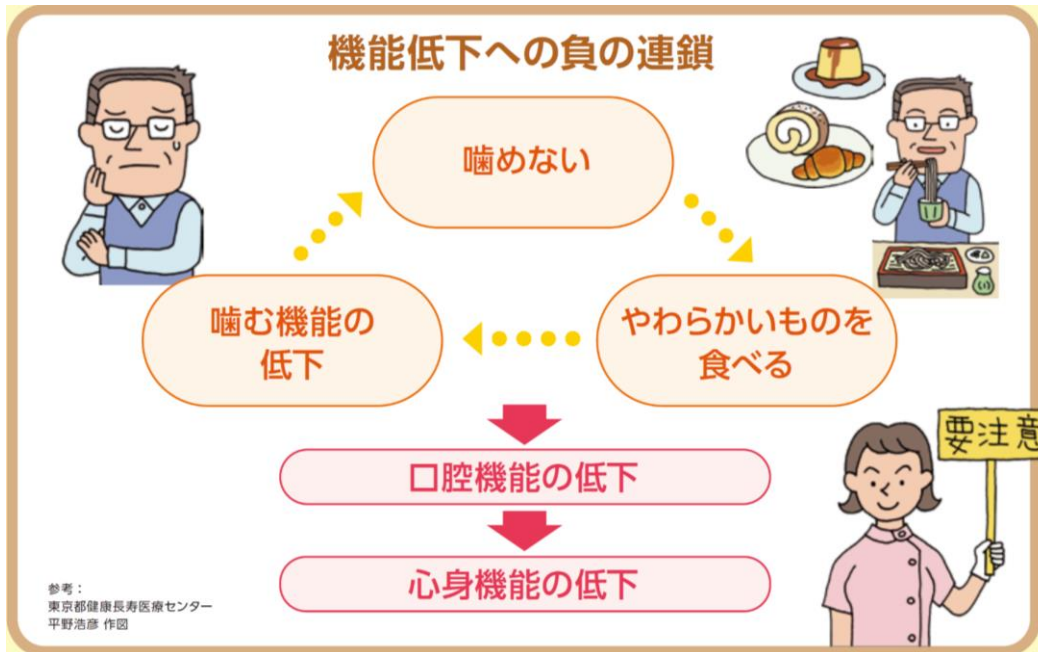 機能低下への負の連鎖
噛めない
噛む機能の
低下
やわらかいものを
食べる
口腔機能の低下
心身機能の低下
要注意
参考：
東京都健康長寿医療センター
平野浩彦 作図